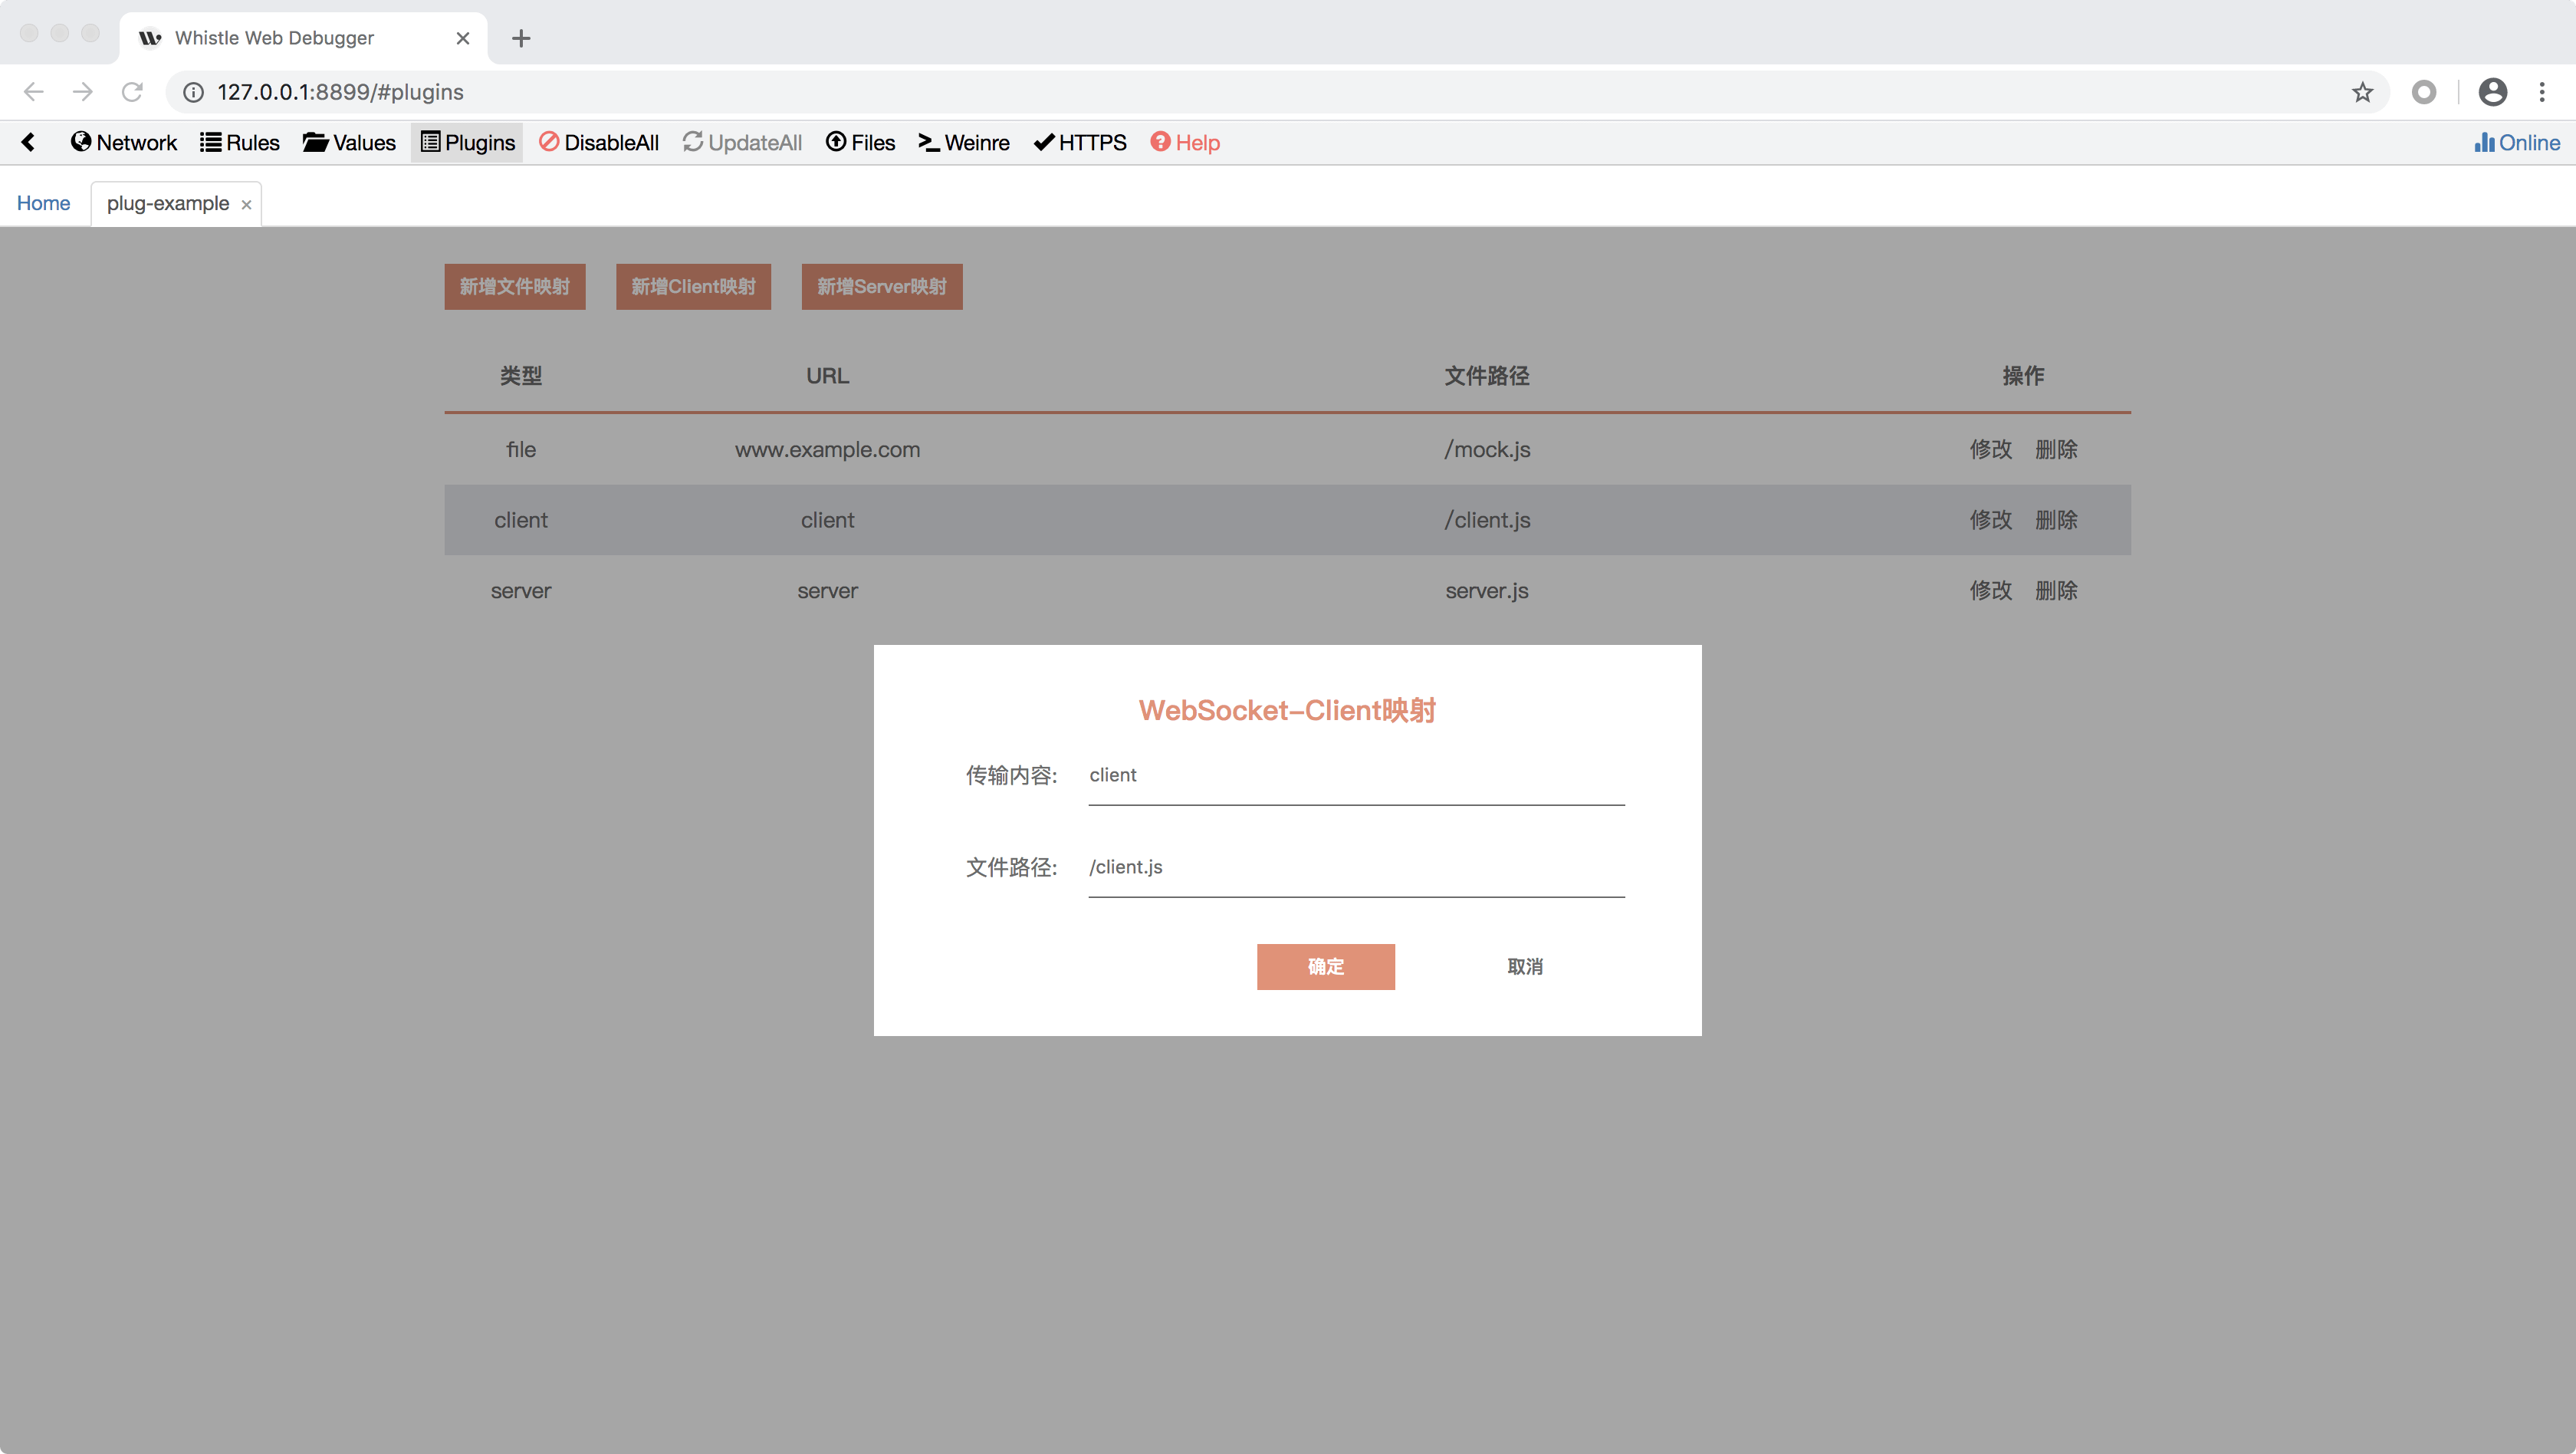 Whistle Web Debugger
127.0.0.1:8899/#plugins
Network Rules Values Plugins DisableAll UpdateAll Files Weinre HTTPS Help Online
Home plug-example
新增文件映射 新增Client映射 新增Server映射
类型 URL 文件路径 操作
file www.example.com /mock.js 修改 删除
client client /client.js 修改 删除
server server server.js 修改 删除
WebSocket-Client映射
传输内容: client
文件路径: /client.js
确定 取消